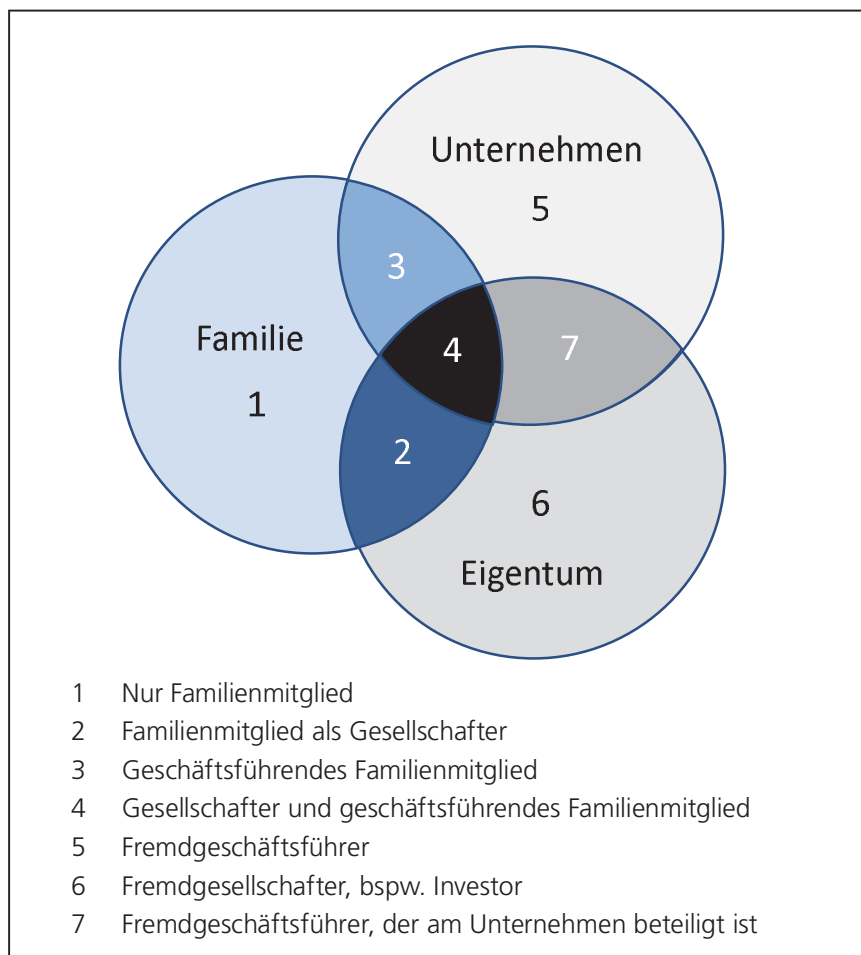 Unternehmen
5
3
Familie
4
7
1
2
6
Eigentum
1 Nur Familienmitglied
2 Familienmitglied als Gesellschafter
3 Geschäftsführendes Familienmitglied
4 Gesellschafter und geschäftsführendes Familienmitglied
5 Fremdgeschäftsführer
6 Fremdgesellschafter, bspw. Investor
7 Fremdgeschäftsführer, der am Unternehmen beteiligt ist